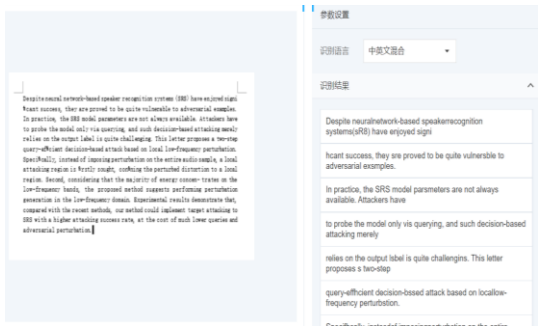 Despite neural network-based speaker recognition systems (SRS) have enjoyed signi
ficant success, they are proved to be quite vulnerable to adversarial examples.
In practice, the SRS model parameters are not always available. Attackers have
to probe the model only via querying, and such decision-based attacking merely
relies on the output label is quite challenging. This letter proposes a two-step
query-efficient decision-based attack based on local low-frequency perturbation.
Specifically, instead of imposing perturbation on the entire audio sample, a local
attacking region is firstly sought, confining the perturbed distortion to a local
region. Second, considering that the majority of energy concen- trates on the
low-frequency bands, the proposed method suggests performing perturbation
generation in the low-frequency domain. Experimental results demonstrate that,
compared with the recent methods, our method could implement target attacking to
SRS with a higher attacking success rate, at the cost of much lower queries and
adversarial perturbation.
参数设置
识别语言 中英文混合
识别结果
Despite neuralnetwork-based speakerrecognition
systems(sR8) have enjoyed signi
hcant success, they sre proved to be quite vulnersble to
adversarial exsmples.
In practice, the SRS model parsmeters are not always
available. Attackers have
to probe the model only vis querying, and such decision-based
attacking merely
relies on the output label is quite challengins. This letter
proposes s two-step
query-effhcient decision-bssed attack based on locallow-
frequency perturbstion.